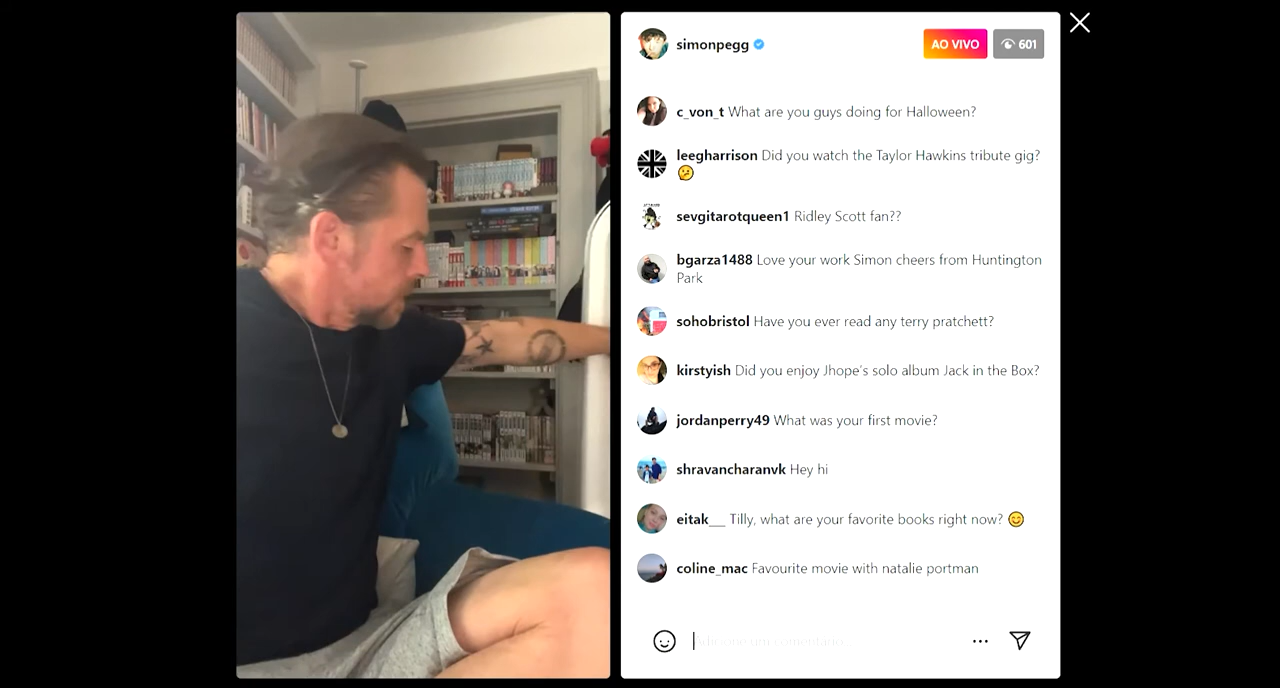 simonpegg
AO VIVO
601
c_von_t What are you guys doing for Halloween?
leegharrison Did you watch the Taylor Hawkins tribute gig?
🤔
sevgitarotqueen1 Ridley Scott fan??
bgarza1488 Love your work Simon cheers from Huntington
Park
sohobristol Have you ever read any terry pratchett?
kirstyish Did you enjoy Jhope's solo album Jack in the Box?
jordanperry49 What was your first movie?
shravancharanvk Hey hi
eitak__ Tilly, what are your favorite books right now? 😊
coline_mac Favourite movie with natalie portman
Adicione um comentário...